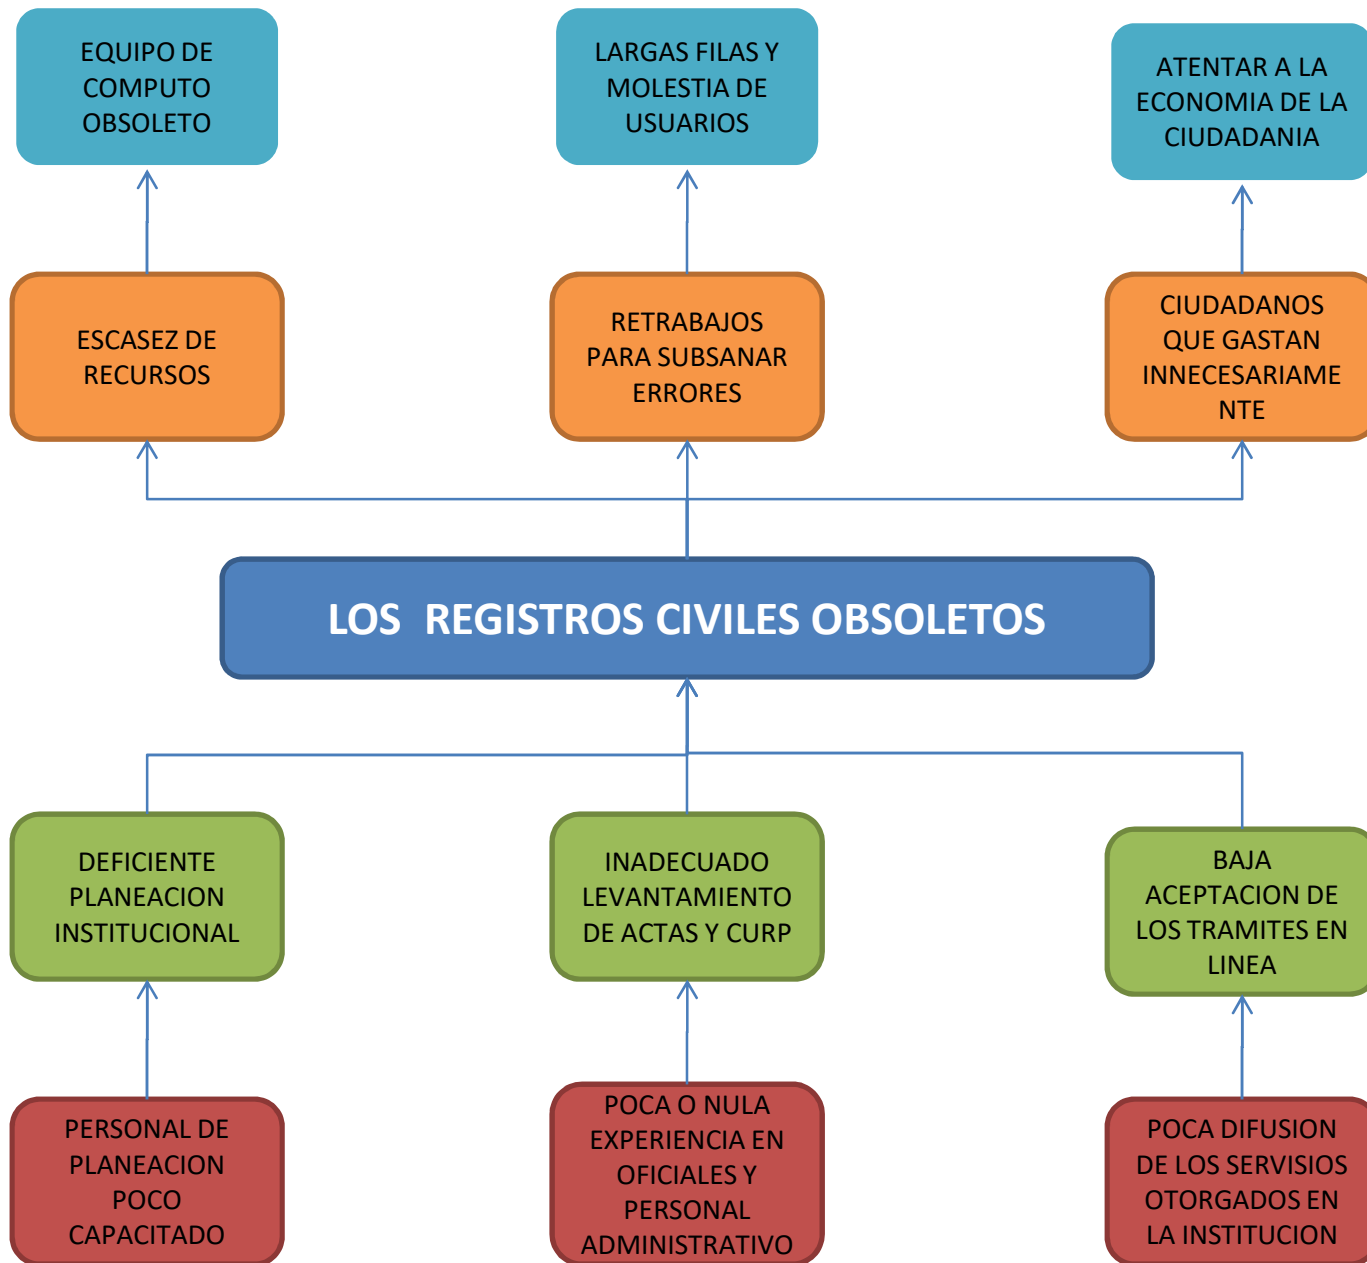 EQUIPO DE
COMPUTO
OBSOLETO
LARGAS FILAS Y
MOLESTIA DE
USUARIOS
ATENTAR A LA
ECONOMIA DE LA
CIUDADANIA
ESCASEZ DE
RECURSOS
RETRABAJOS
PARA SUBSANAR
ERRORES
CIUDADANOS
QUE GASTAN
INNECESARIAME
NTE
LOS  REGISTROS CIVILES OBSOLETOS
DEFICIENTE
PLANEACION
INSTITUCIONAL
INADECUADO
LEVANTAMIENTO
DE ACTAS Y CURP
BAJA
ACEPTACION DE
LOS TRAMITES EN
LINEA
PERSONAL DE
PLANEACION
POCO
CAPACITADO
POCA O NULA
EXPERIENCIA EN
OFICIALES Y
PERSONAL
ADMINISTRATIVO
POCA DIFUSION
DE LOS SERVISIOS
OTORGADOS EN
LA INSTITUCION